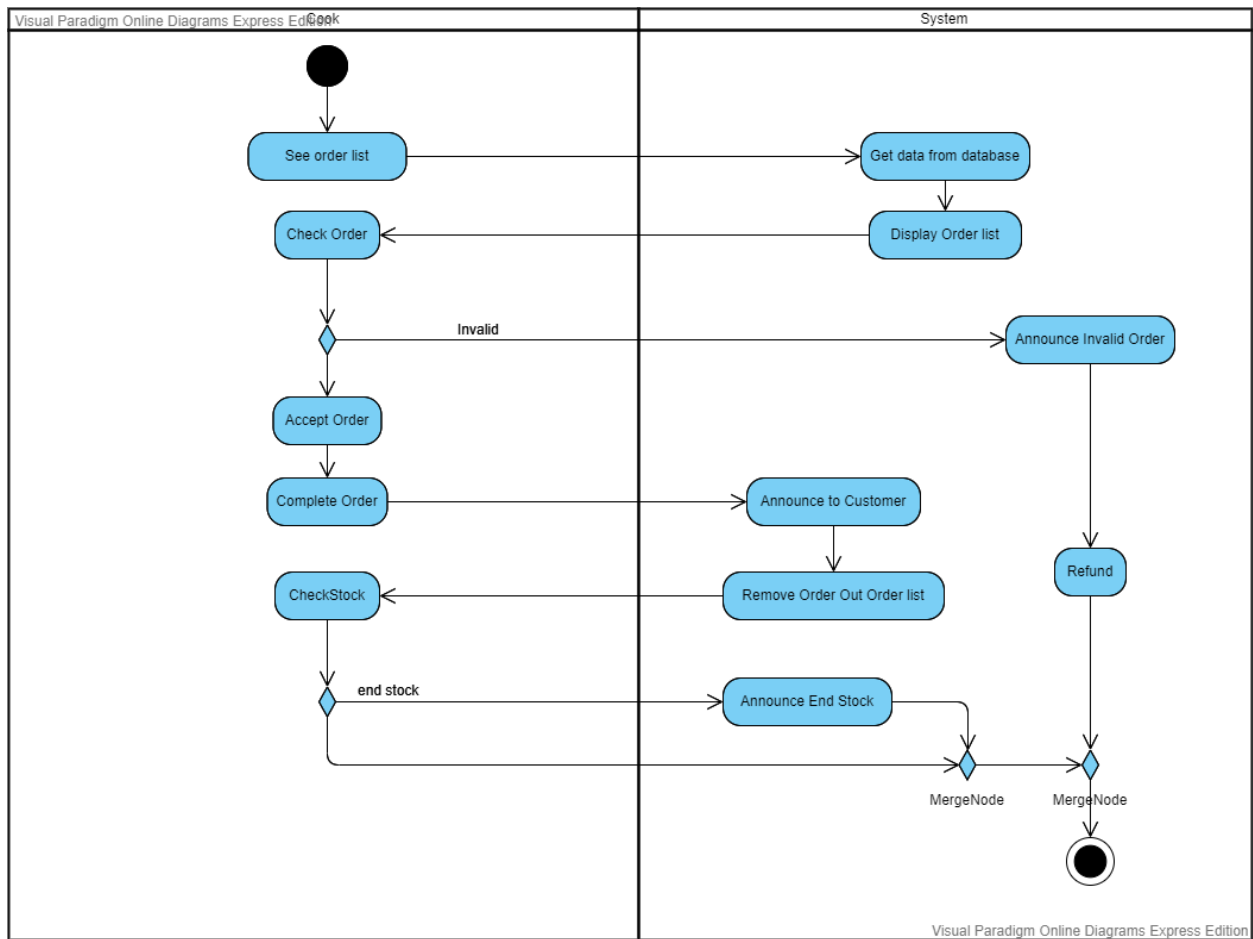 Visual Paradigm Online Diagrams Express Edition
Cook
System
See order list
Get data from database
Check Order
Display Order list
Invalid
Announce Invalid Order
Accept Order
Complete Order
Announce to Customer
Refund
CheckStock
Remove Order Out Order list
end stock
Announce End Stock
MergeNode
MergeNode
Visual Paradigm Online Diagrams Express Edition